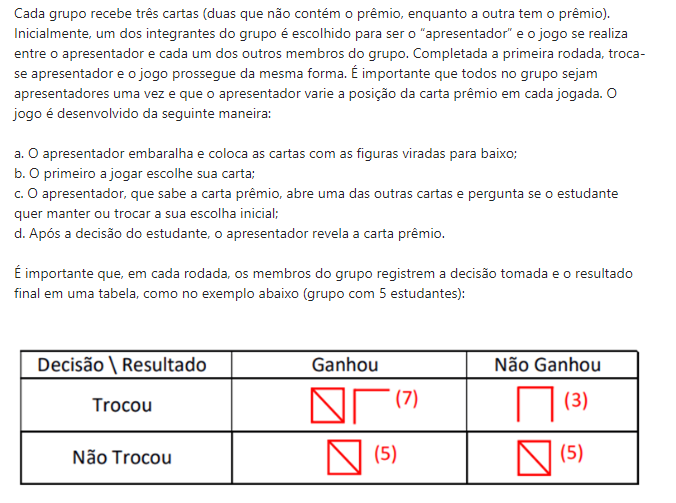 Cada grupo recebe três cartas (duas que não contém o prêmio, enquanto a outra tem o prêmio).
Inicialmente, um dos integrantes do grupo é escolhido para ser o “apresentador” e o jogo se realiza
entre o apresentador e cada um dos outros membros do grupo. Completada a primeira rodada, troca-
se apresentador e o jogo prossegue da mesma forma. É importante que todos no grupo sejam
apresentadores uma vez e que o apresentador varie a posição da carta prêmio em cada jogada. O
jogo é desenvolvido da seguinte maneira:
a. O apresentador embaralha e coloca as cartas com as figuras viradas para baixo;
b. O primeiro a jogar escolhe sua carta;
c. O apresentador, que sabe a carta prêmio, abre uma das outras cartas e pergunta se o estudante
quer manter ou trocar a sua escolha inicial;
d. Após a decisão do estudante, o apresentador revela a carta prêmio.
É importante que, em cada rodada, os membros do grupo registrem a decisão tomada e o resultado
final em uma tabela, como no exemplo abaixo (grupo com 5 estudantes):
Decisão \ Resultado Ganhou Não Ganhou
Trocou (7) (3)
Não Trocou (5) (5)